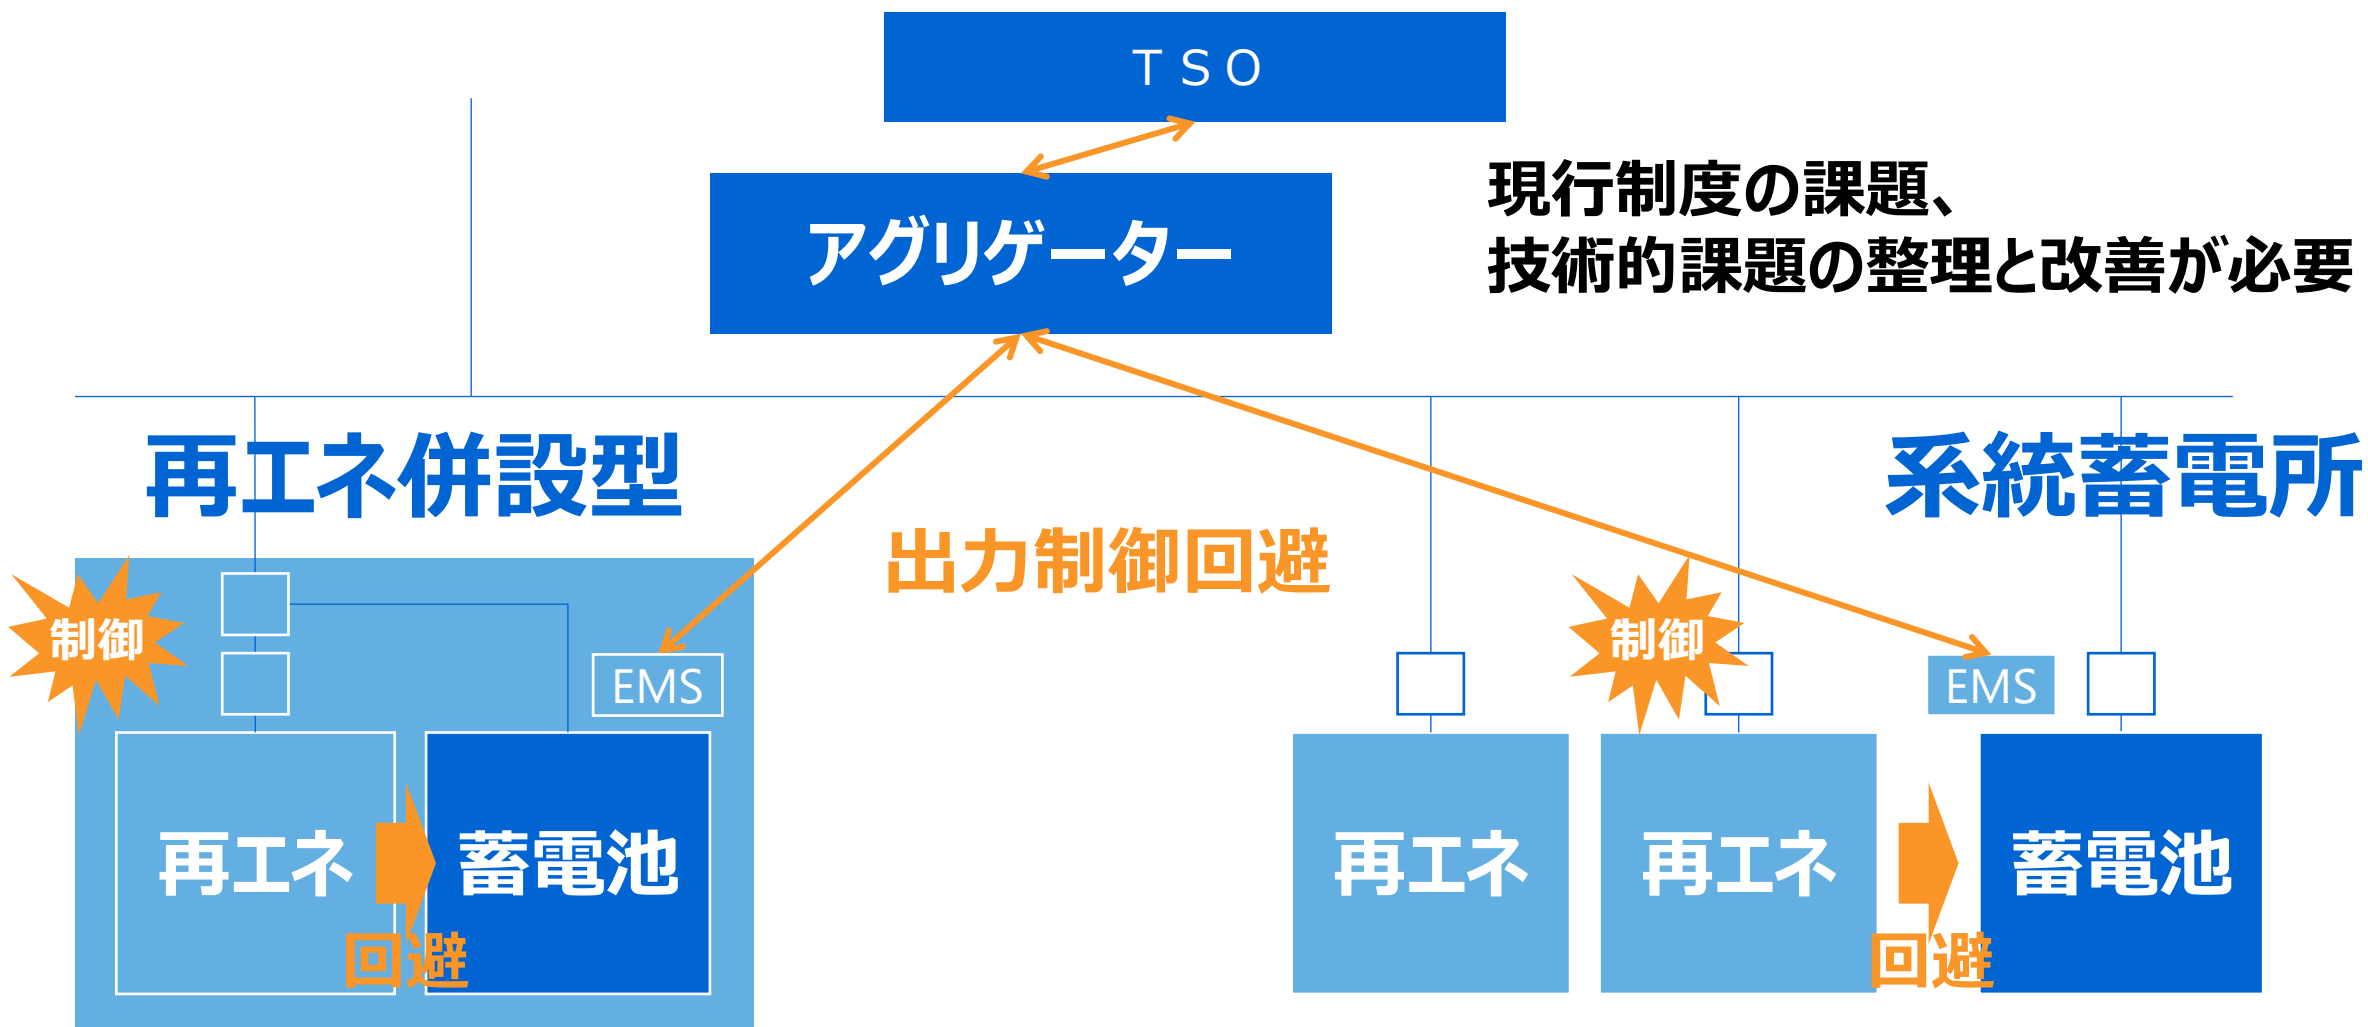 ＴＳＯ
アグリゲーター
現行制度の課題、
技術的課題の整理と改善が必要
再エネ併設型
系統蓄電所
出力制御回避
制御
制御
EMS
EMS
再エネ
蓄電池
再エネ
再エネ
蓄電池
回避
回避